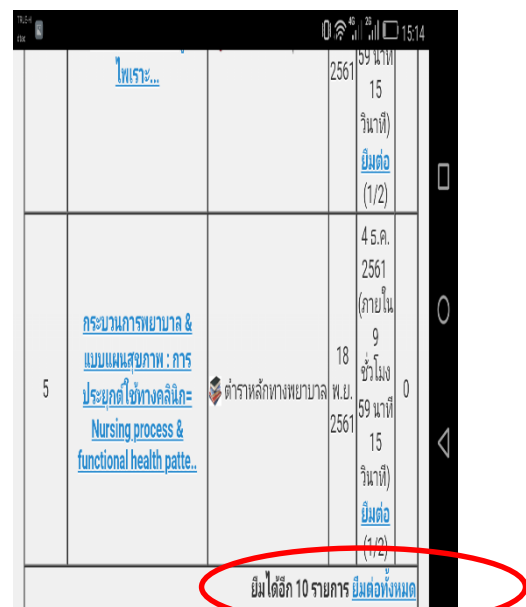 TRUE-H
4G 2G 15:14
ไพเราะ...
2561
59 นาที
15
วินาที)
ยืมต่อ
(1/2)
5
กระบวนการพยาบาล &
แบบแผนสุขภาพ : การ
ประยุกต์ใช้ทางคลินิก=
Nursing process &
functional health patte..
ตำราหลักทางพยาบาล
18
พ.ย.
2561
4 ธ.ค.
2561
(ภายใน
9
ชั่วโมง
59 นาที
15
วินาที)
ยืมต่อ
(1/2)
0
ยืมได้อีก 10 รายการ ยืมต่อทั้งหมด